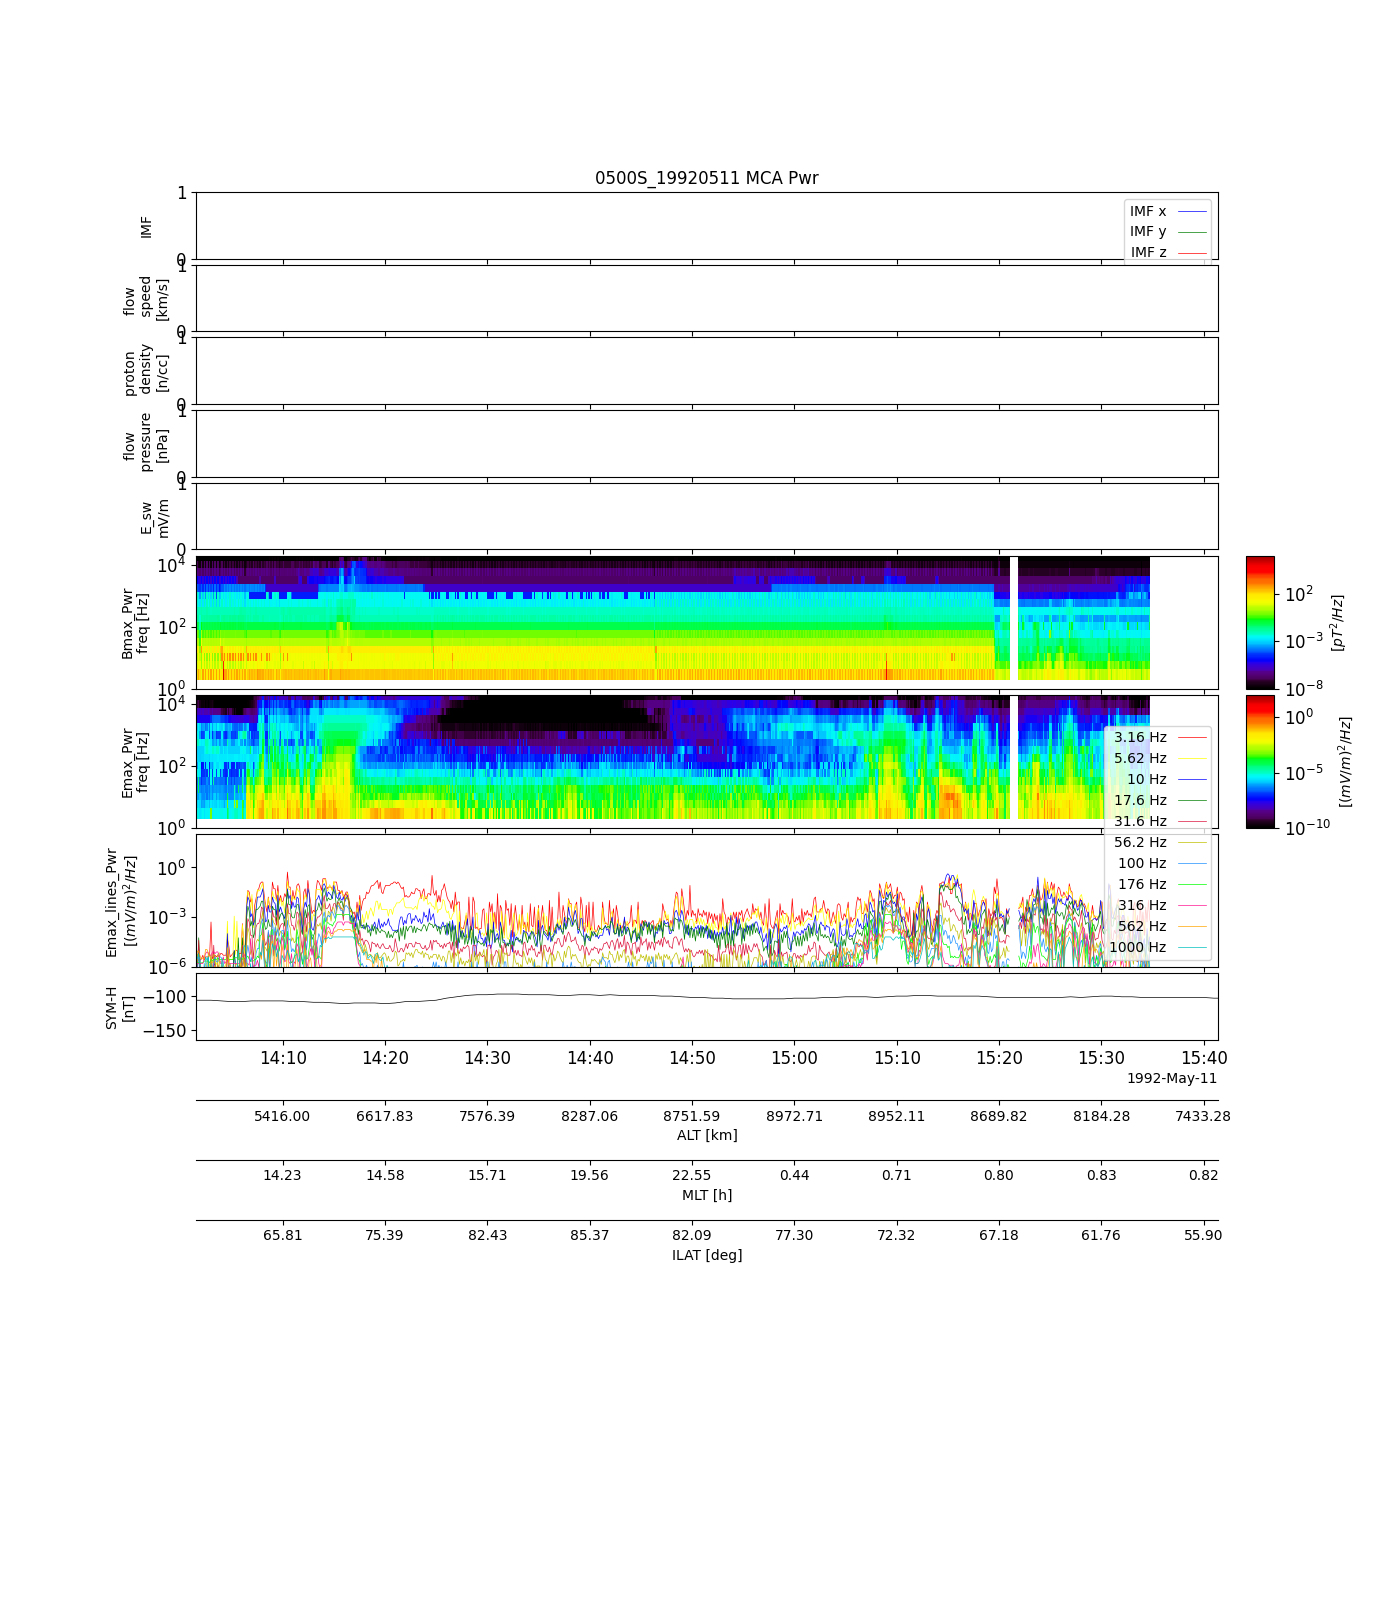 0500S_19920511 MCA Pwr
1
IMF
0
IMF x
IMF y
IMF z
1
flow
speed
[km/s]
0
1
proton
density
[n/cc]
0
1
flow
pressure
[nPa]
0
1
E_sw
mV/m
0
10^4
10^2
10^0
Bmax_Pwr
freq [Hz]
10^2
10^−3
10^−8
[pT^2/Hz]
10^4
10^2
10^0
Emax_Pwr
freq [Hz]
10^0
10^−5
10^−10
[(mV/m)^2/Hz]
3.16 Hz
5.62 Hz
10 Hz
17.6 Hz
31.6 Hz
56.2 Hz
100 Hz
176 Hz
316 Hz
562 Hz
1000 Hz
10^0
10^−3
10^−6
Emax_lines_Pwr
[(mV/m)^2/Hz]
−100
−150
SYM-H
[nT]
14:10 14:20 14:30 14:40 14:50 15:00 15:10 15:20 15:30 15:40
1992-May-11
5416.00 6617.83 7576.39 8287.06 8751.59 8972.71 8952.11 8689.82 8184.28 7433.28
ALT [km]
14.23 14.58 15.71 19.56 22.55 0.44 0.71 0.80 0.83 0.82
MLT [h]
65.81 75.39 82.43 85.37 82.09 77.30 72.32 67.18 61.76 55.90
ILAT [deg]